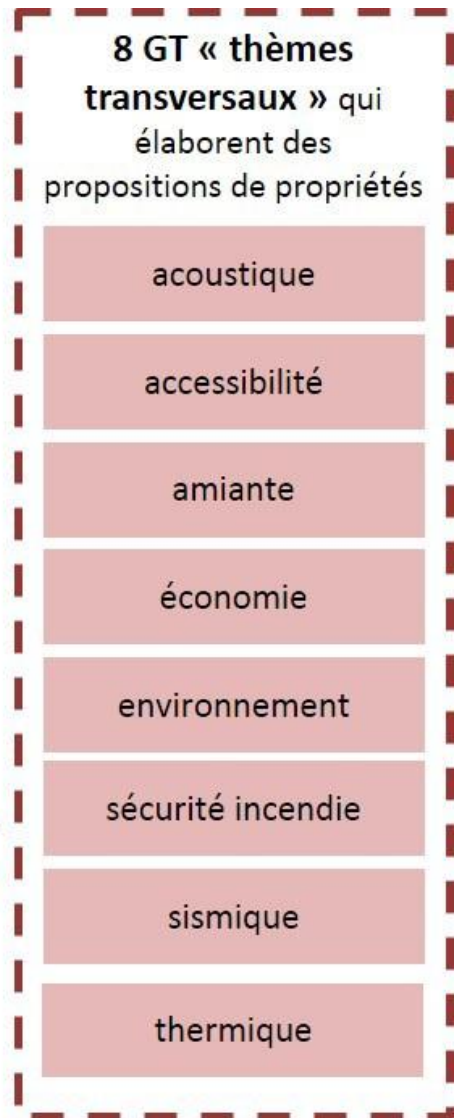 8 GT « thèmes
transversaux » qui
élaborent des
propositions de propriétés
acoustique
accessibilité
amiante
économie
environnement
sécurité incendie
sismique
thermique